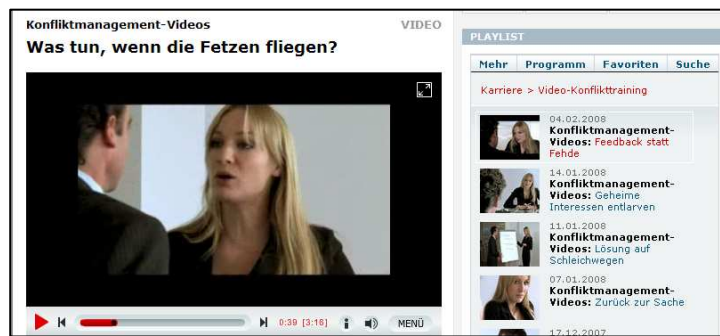 Konfliktmanagement-Videos
VIDEO
Was tun, wenn die Fetzen fliegen?
0:39 [3:16]
i
MENÜ
PLAYLIST
Mehr
Programm
Favoriten
Suche
Karriere > Video-Konflikttraining
04.02.2008
Konfliktmanagement-
Videos: Feedback statt
Fehde
14.01.2008
Konfliktmanagement-
Videos: Geheime
Interessen entlarven
11.01.2008
Konfliktmanagement-
Videos: Lösung auf
Schleichwegen
07.01.2008
Konfliktmanagement-
Videos: Zurück zur Sache
17.12.2007